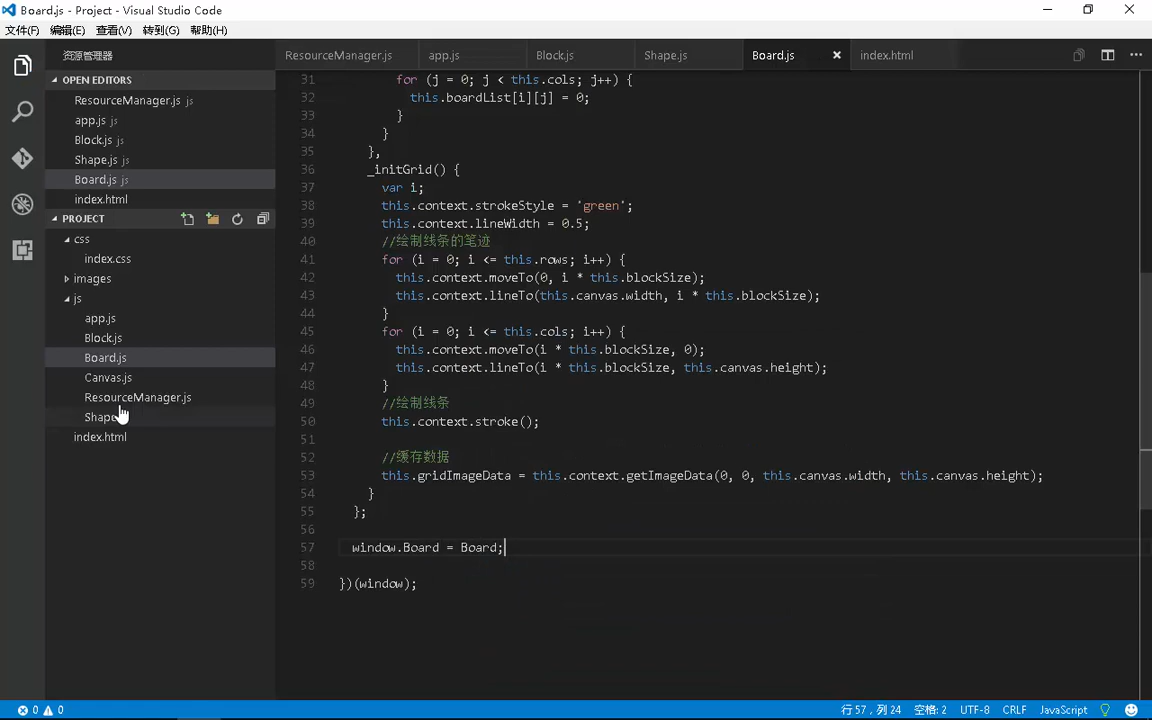 Board.js - Project - Visual Studio Code
文件(F) 编辑(E) 查看(V) 转到(G) 帮助(H)
资源管理器
ResourceManager.js app.js Block.js Shape.js Board.js index.html
OPEN EDITORS
ResourceManager.js js
app.js js
Block.js js
Shape.js js
Board.js js
index.html
PROJECT
css
index.css
images
js
app.js
Block.js
Board.js
Canvas.js
ResourceManager.js
Shape
index.html
31 for (j = 0; j < this.cols; j++) {
32 this.boardList[i][j] = 0;
33 }
34 }
35 },
36 _initGrid() {
37 var i;
38 this.context.strokeStyle = 'green';
39 this.context.lineWidth = 0.5;
40 //绘制线条的笔迹
41 for (i = 0; i <= this.rows; i++) {
42 this.context.moveTo(0, i * this.blockSize);
43 this.context.lineTo(this.canvas.width, i * this.blockSize);
44 }
45 for (i = 0; i <= this.cols; i++) {
46 this.context.moveTo(i * this.blockSize, 0);
47 this.context.lineTo(i * this.blockSize, this.canvas.height);
48 }
49 //绘制线条
50 this.context.stroke();
51
52 //缓存数据
53 this.gridImageData = this.context.getImageData(0, 0, this.canvas.width, this.canvas.height);
54 }
55 };
56
57 window.Board = Board;
58
59 })(window);
0 0 行 57，列 24 空格: 2 UTF-8 CRLF JavaScript